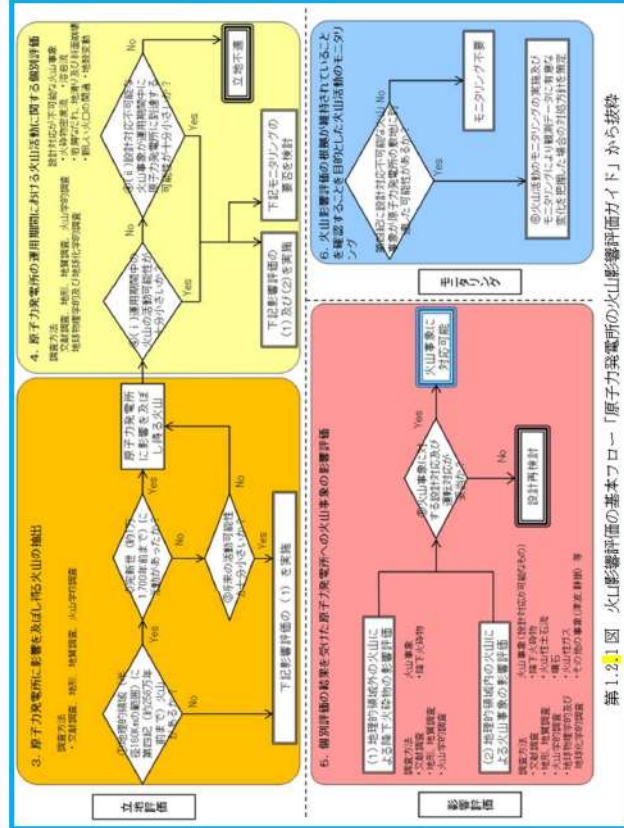 立地評価
3. 原子力発電所に影響を及ぼし得る火山の抽出
調査方法
・文献調査、地形、地質調査、火山学的調査
①地理的領域（半
径160Kmの範囲）に
第四紀（約258万年
前まで）火山
があるか？
Yes
No
②完新世（約1万
1,700年前まで）に
活動があったか？
Yes
No
③将来の活動可能性
が十分小さいか？
No
Yes
原子力発電所
に影響を及ぼ
し得る火山
下記影響評価の（1）を実施
4. 原子力発電所の運用期間における火山活動に関する個別評価
調査方法
文献調査、地形、地質調査、火山学的調査、
地球物理学的及び地球化学的調査
設計対応が不可能な火山事象
・火砕物密度流　・溶岩流
・岩屑なだれ、地滑り及び斜面崩壊
・新しい火口の開通　・地殻変動
④(ⅰ)運用期間中の
火山の活動可能性が
十分小さいか？
No
Yes
④(ⅱ)設計対応不可能な
火山事象が運用期間中に
原子力発電所に到達する
可能性が十分小さいか？
No
Yes
立地不適
下記影響評価の
（1）及び（2）を実施
下記モニタリングの
要否を検討
影響評価
5. 個別評価の結果を受けた原子力発電所への火山事象の影響評価
（1）地理的領域外の火山に
よる降下火砕物の影響評価
調査方法
・文献調査
・地形、地質調査
・火山学的調査
火山事象
・降下火砕物
（2）地理的領域内の火山に
よる火山事象の影響評価
調査方法
・文献調査
・地形、地質調査
・火山学的調査
・地球物理学的及び
地球化学的調査
火山事象（設計対応が可能なもの）
・降下火砕物
・火山性土石流
・噴石
・火山性ガス
・その他の事象（津波、静振）等
火山事象に対
する設計対応及び
運転対応が
妥当か？
Yes
No
火山事象に
対応可能
設計再検討
モニタリング
6. 火山影響評価の根拠が維持されていること
を確認することを目的とした火山活動のモニタリ
ング
第四紀に設計対応不可能な火山
事象が原子力発電所の敷地に到
達した可能性があるか？
No
Yes
モニタリング不要
⑥火山活動のモニタリングの実施及び
モニタリングにより観測データに有意な
変化を把握した場合の対処方針を策定
第1.2.1図　火山影響評価の基本フロー「原子力発電所の火山影響評価ガイド」から抜粋